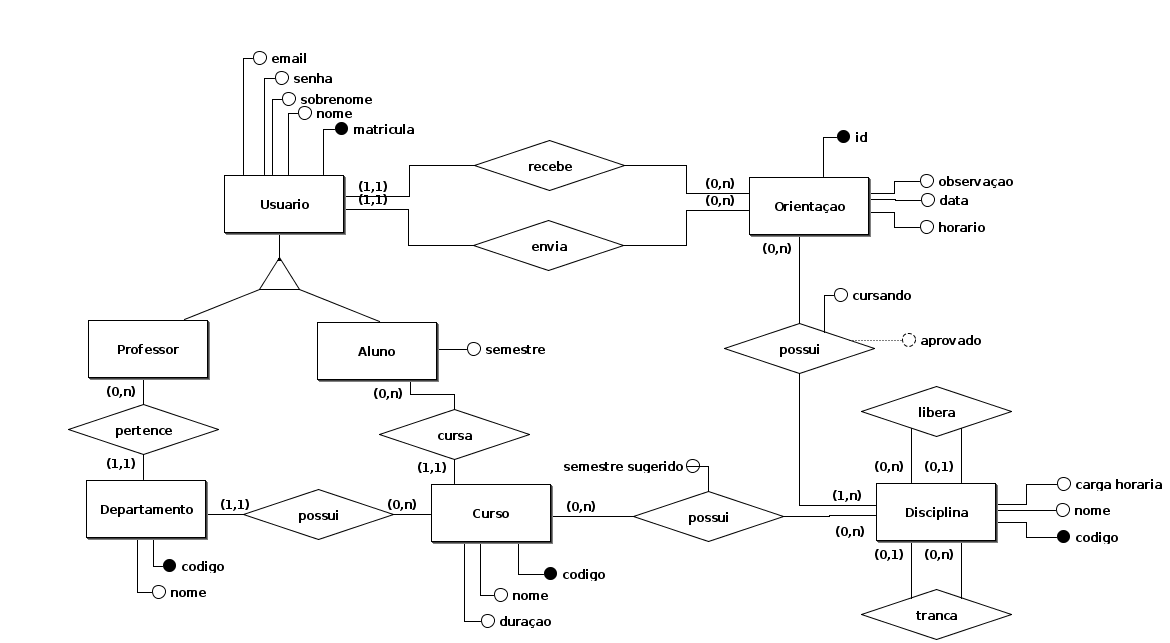 email
senha
sobrenome
nome
matricula
id
recebe
(1,1)
(1,1)
(0,n)
(0,n)
observaçao
data
horario
Usuario
Orientaçao
envia
(0,n)
cursando
aprovado
Professor
Aluno
semestre
possui
(0,n)
(0,n)
pertence
cursa
libera
(1,1)
(1,1)
semestre sugerido
(0,n)
(0,1)
carga horaria
(1,n)
Departamento
(1,1)
possui
(0,n)
Curso
(0,n)
possui
(0,n)
Disciplina
nome
codigo
(0,1)
(0,n)
codigo
nome
codigo
nome
duraçao
tranca